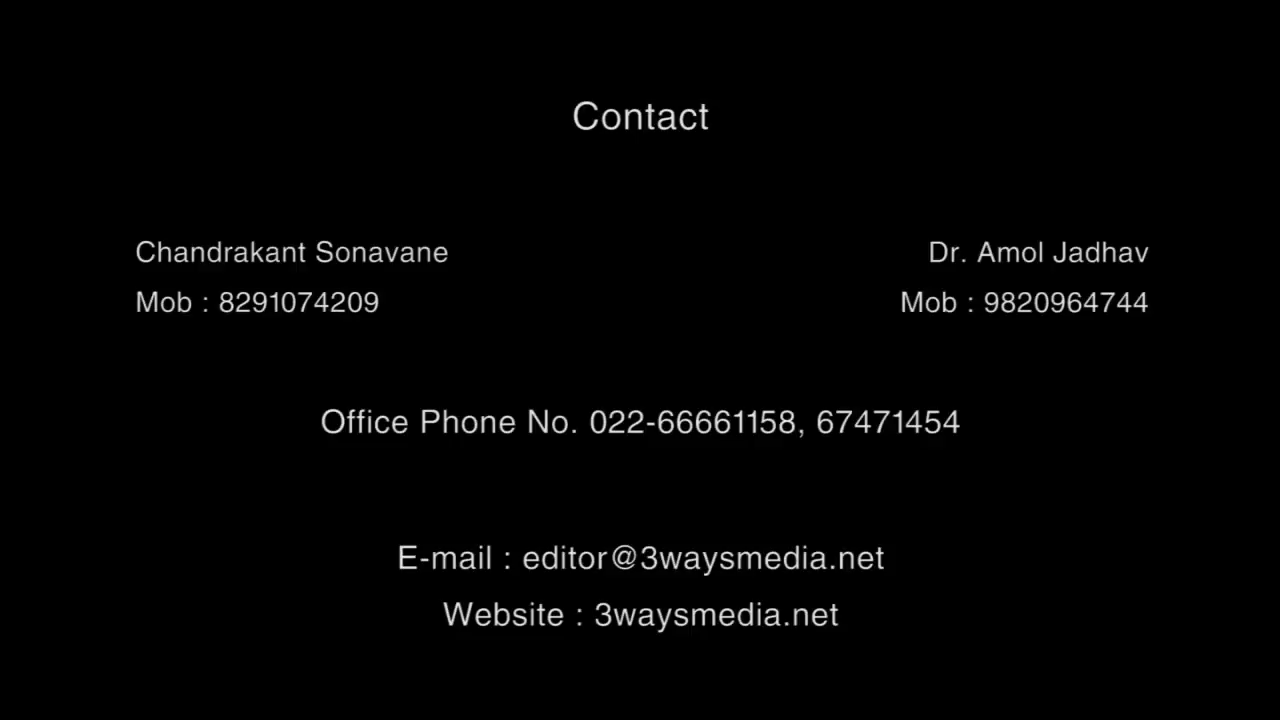 Contact
Chandrakant Sonavane
Mob : 8291074209
Dr. Amol Jadhav
Mob : 9820964744
Office Phone No. 022-66661158, 67471454
E-mail : editor@3waysmedia.net
Website : 3waysmedia.net